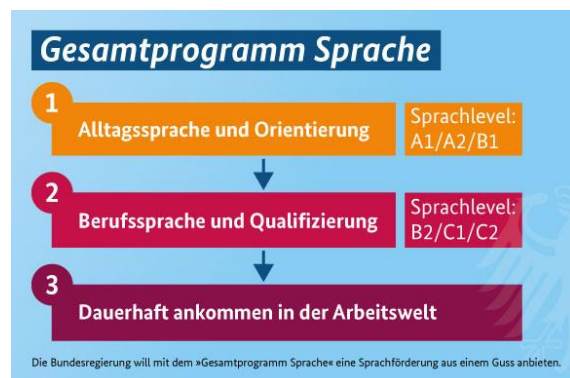 Gesamtprogramm Sprache
1
Alltagssprache und Orientierung
Sprachlevel:
A1/A2/B1
2
Berufssprache und Qualifizierung
Sprachlevel:
B2/C1/C2
3
Dauerhaft ankommen in der Arbeitswelt
Die Bundesregierung will mit dem »Gesamtprogramm Sprache« eine Sprachförderung aus einem Guss anbieten.